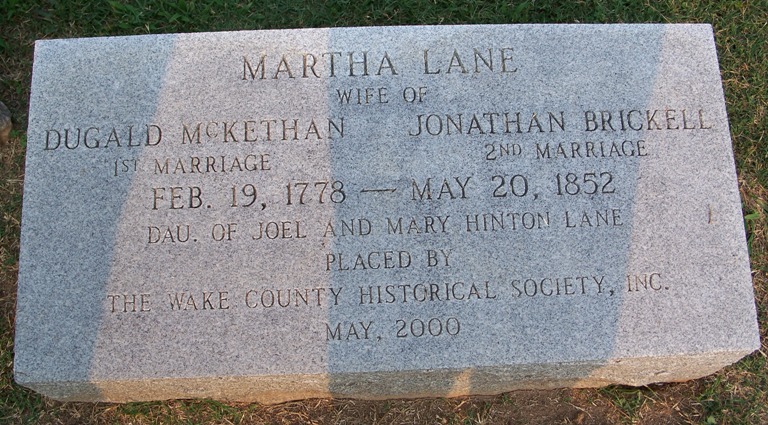 MARTHA LANE
WIFE OF
DUGALD McKETHAN JONATHAN BRICKELL
1ST MARRIAGE 2ND MARRIAGE
FEB. 19, 1778 — MAY 20, 1852
DAU. OF JOEL AND MARY HINTON LANE
PLACED BY
THE WAKE COUNTY HISTORICAL SOCIETY, INC.
MAY, 2000